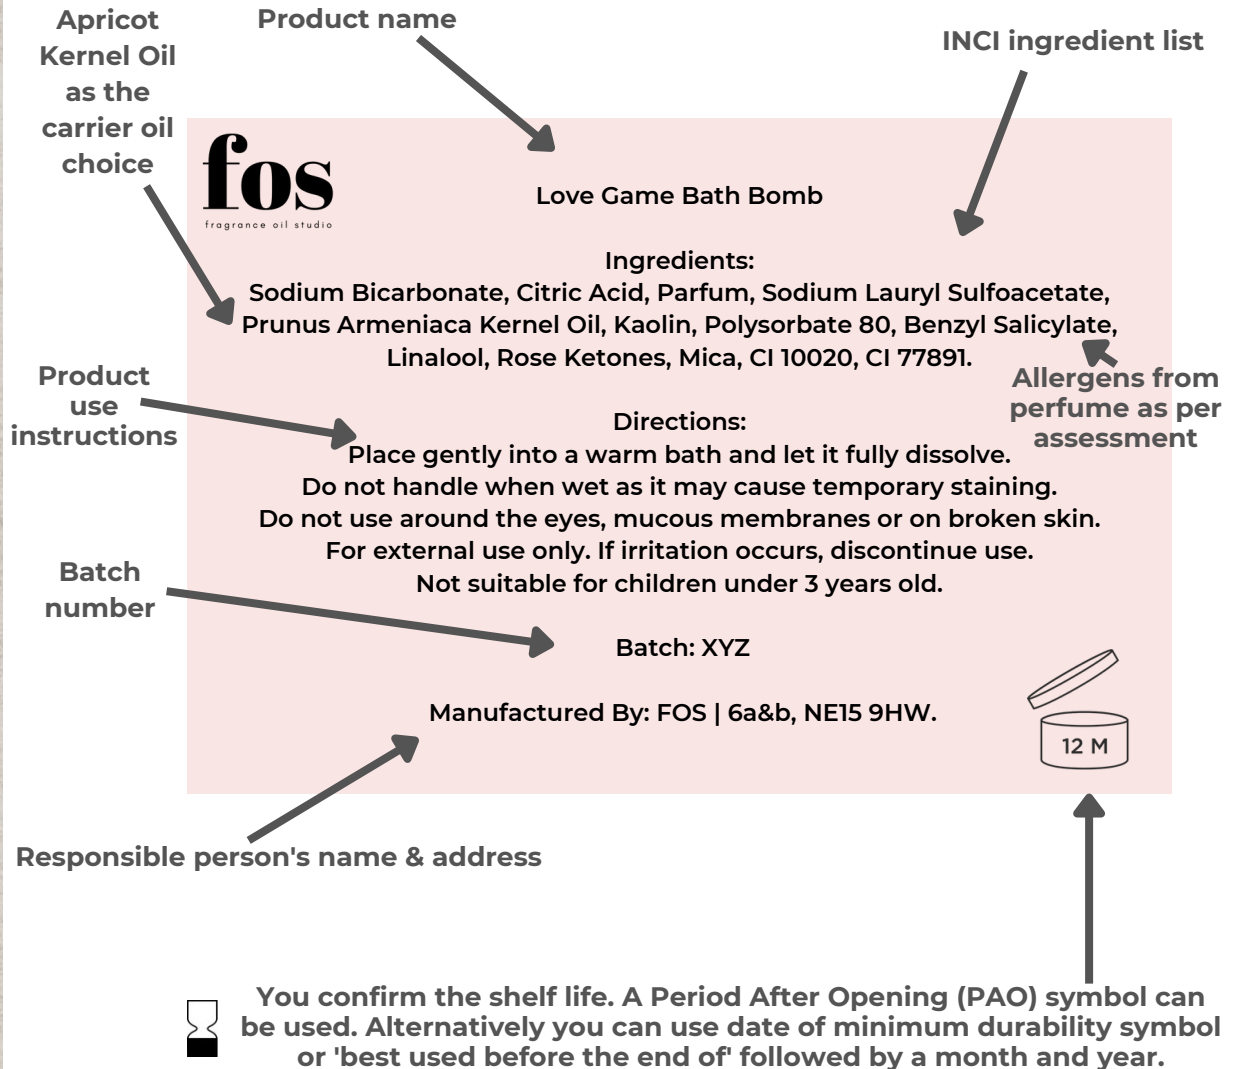 Apricot
Kernel Oil
as the
carrier oil
choice
Product name
INCI ingredient list
fos
fragrance oil studio
Love Game Bath Bomb
Ingredients:
Sodium Bicarbonate, Citric Acid, Parfum, Sodium Lauryl Sulfoacetate,
Prunus Armeniaca Kernel Oil, Kaolin, Polysorbate 80, Benzyl Salicylate,
Linalool, Rose Ketones, Mica, CI 10020, CI 77891.
Allergens from
perfume as per
assessment
Product
use
instructions
Directions:
Place gently into a warm bath and let it fully dissolve.
Do not handle when wet as it may cause temporary staining.
Do not use around the eyes, mucous membranes or on broken skin.
For external use only. If irritation occurs, discontinue use.
Not suitable for children under 3 years old.
Batch
number
Batch: XYZ
Manufactured By: FOS | 6a&b, NE15 9HW.
12 M
Responsible person's name & address
You confirm the shelf life. A Period After Opening (PAO) symbol can
be used. Alternatively you can use date of minimum durability symbol
or 'best used before the end of' followed by a month and year.